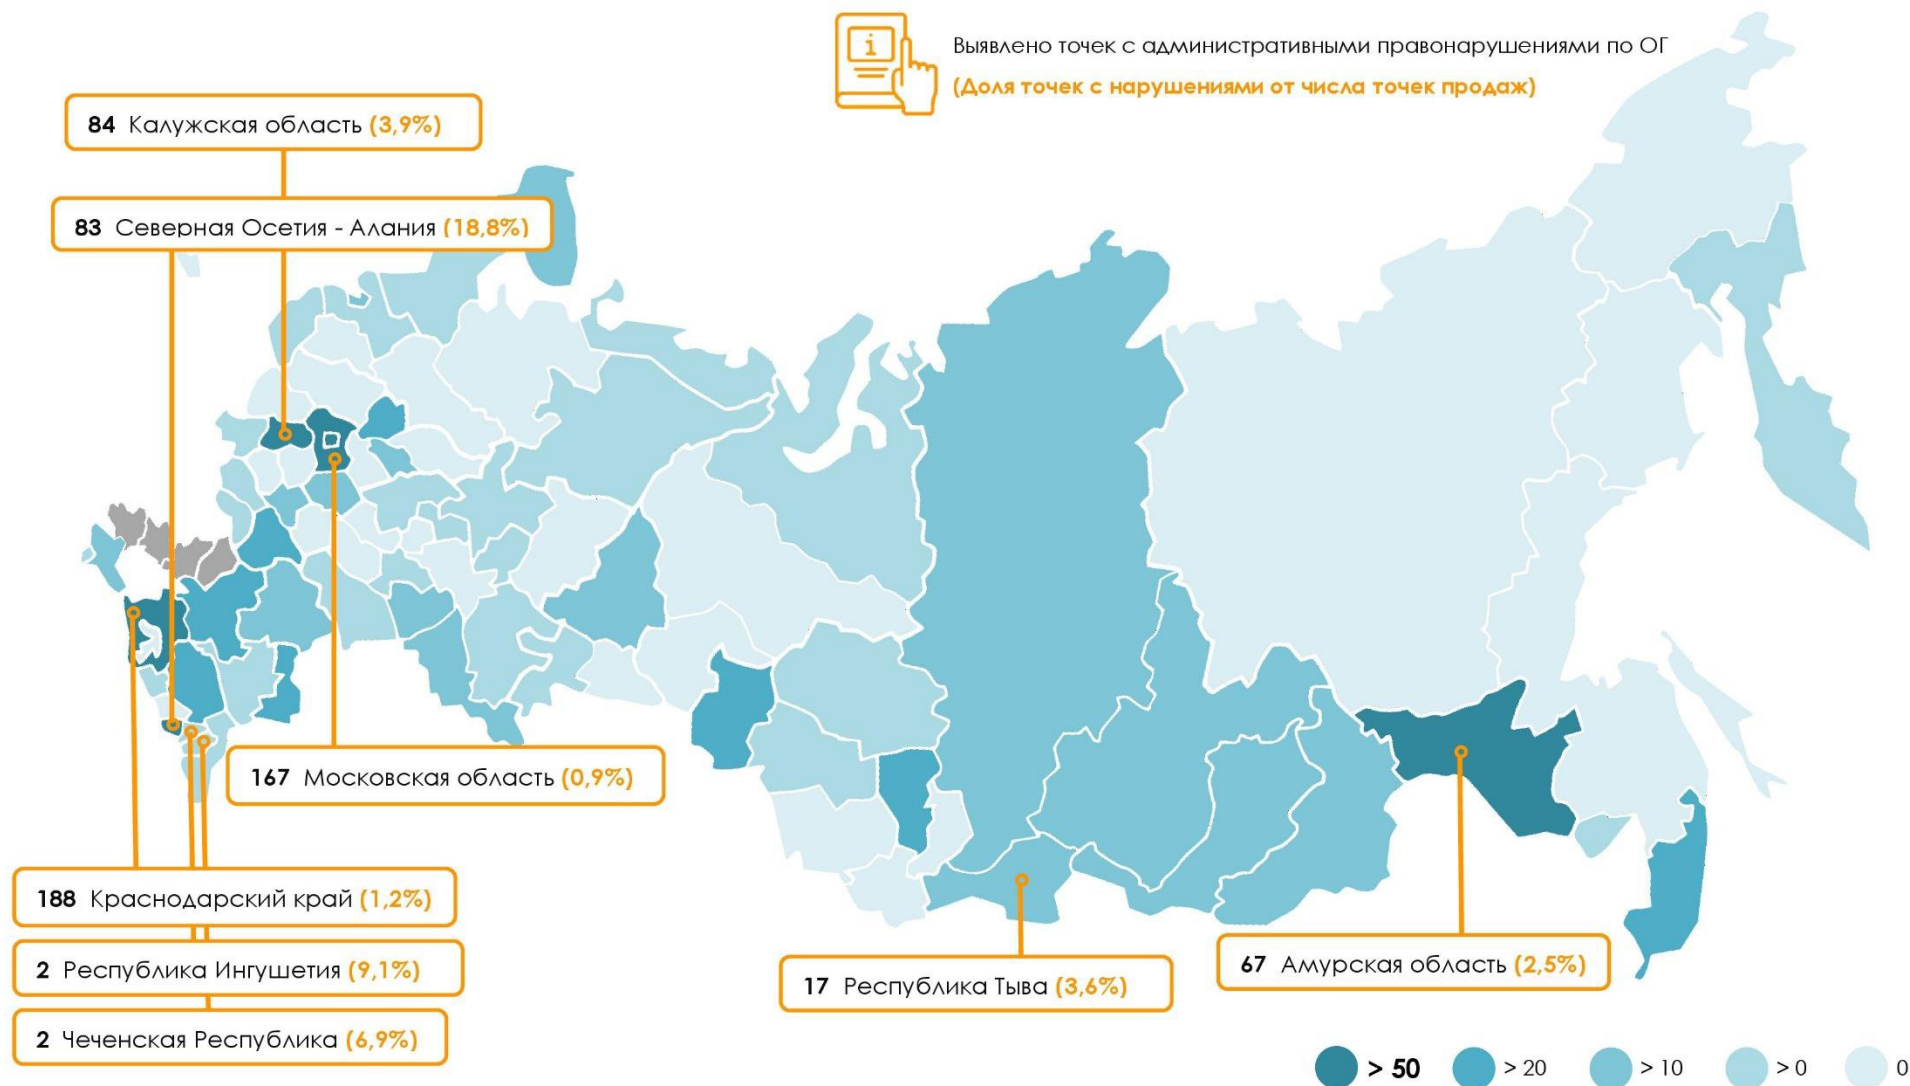 i
Выявлено точек с административными правонарушениями по ОГ
(Доля точек с нарушениями от числа точек продаж)
84 Калужская область (3,9%)
83 Северная Осетия - Алания (18,8%)
167 Московская область (0,9%)
188 Краснодарский край (1,2%)
2 Республика Ингушетия (9,1%)
2 Чеченская Республика (6,9%)
17 Республика Тыва (3,6%)
67 Амурская область (2,5%)
> 50 > 20 > 10 > 0 0